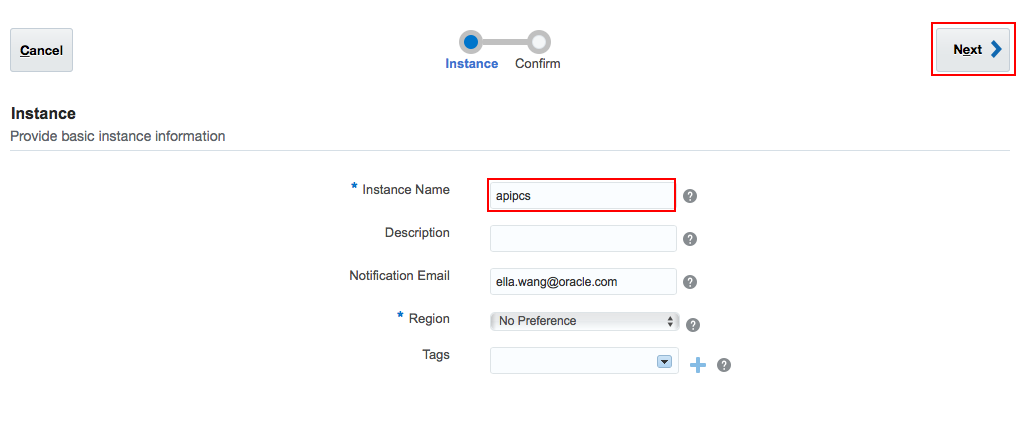 Cancel
Instance Confirm
Next
Instance
Provide basic instance information
* Instance Name apipcs ?
Description ?
Notification Email ella.wang@oracle.com ?
* Region No Preference ?
Tags ?